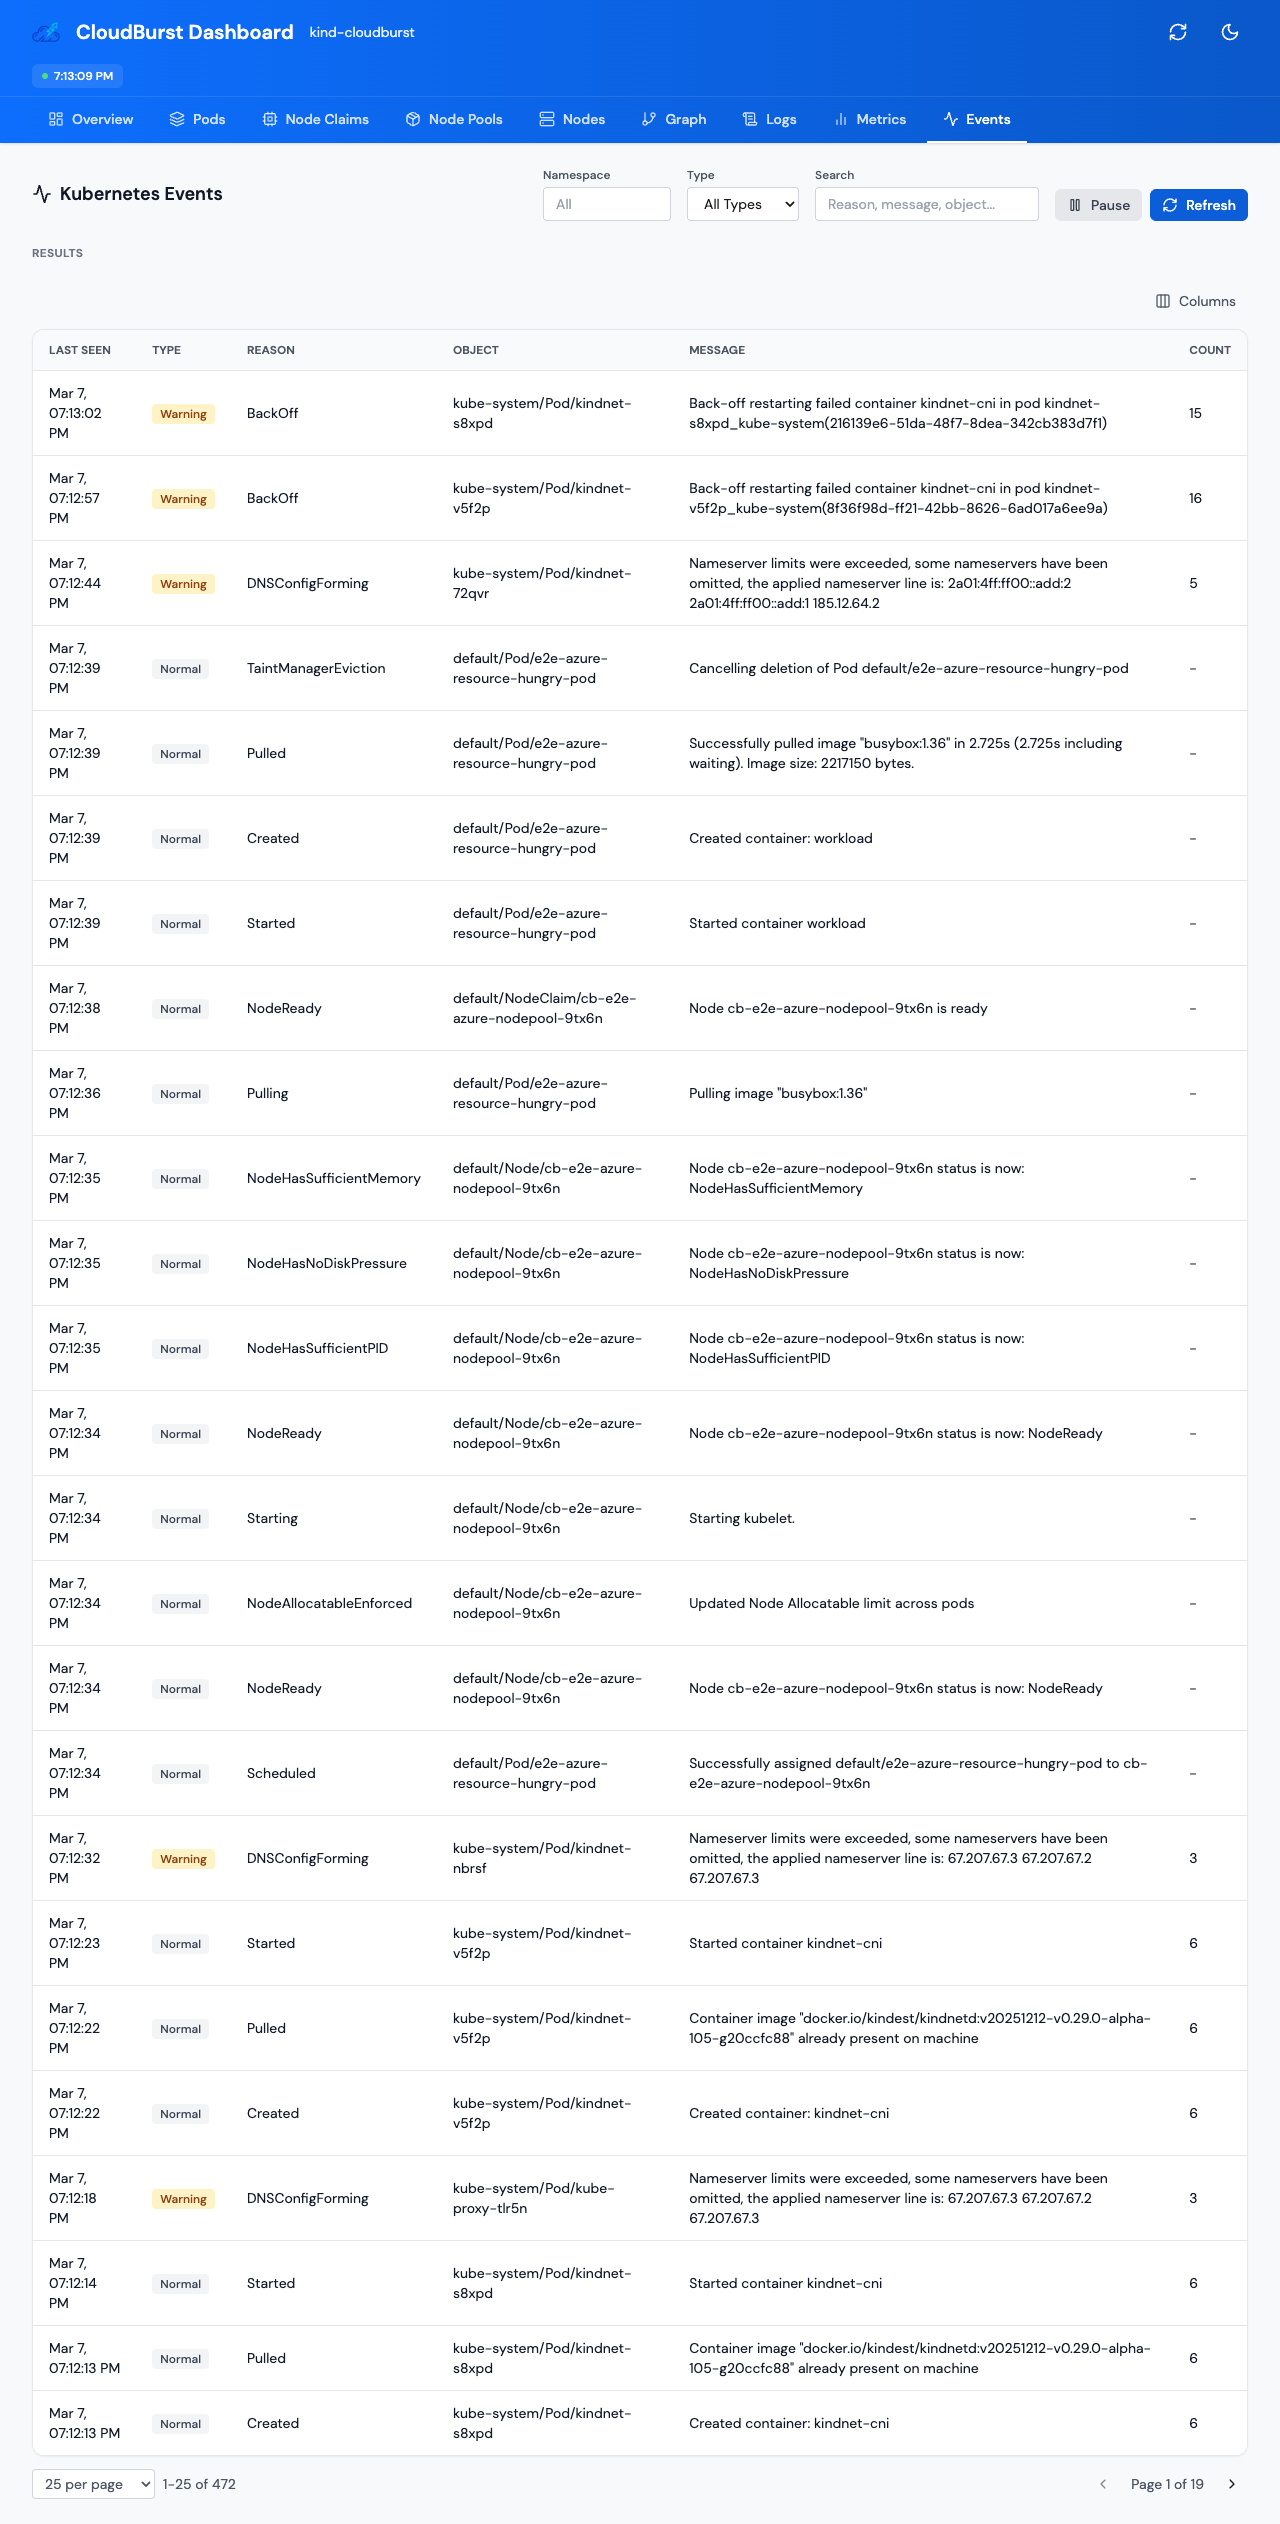 CloudBurst Dashboard kind-cloudburst
7:13:09 PM
Overview Pods Node Claims Node Pools Nodes Graph Logs Metrics Events
Kubernetes Events
Namespace Type Search
All All Types Reason, message, object... Pause Refresh
RESULTS
Columns
LAST SEEN TYPE REASON OBJECT MESSAGE COUNT
Mar 7,
07:13:02
PM
Warning
BackOff
kube-system/Pod/kindnet-
s8xpd
Back-off restarting failed container kindnet-cni in pod kindnet-
s8xpd_kube-system(216139e6-51da-48f7-8dea-342cb383d7f1)
15
Mar 7,
07:12:57
PM
Warning
BackOff
kube-system/Pod/kindnet-
v5f2p
Back-off restarting failed container kindnet-cni in pod kindnet-
v5f2p_kube-system(8f36f98d-ff21-42bb-8626-6ad017a6ee9a)
16
Mar 7,
07:12:44
PM
Warning
DNSConfigForming
kube-system/Pod/kindnet-
72qvr
Nameserver limits were exceeded, some nameservers have been
omitted, the applied nameserver line is: 2a01:4ff:ff00::add:2
2a01:4ff:ff00::add:1 185.12.64.2
5
Mar 7,
07:12:39
PM
Normal
TaintManagerEviction
default/Pod/e2e-azure-
resource-hungry-pod
Cancelling deletion of Pod default/e2e-azure-resource-hungry-pod
-
Mar 7,
07:12:39
PM
Normal
Pulled
default/Pod/e2e-azure-
resource-hungry-pod
Successfully pulled image "busybox:1.36" in 2.725s (2.725s including
waiting). Image size: 2217150 bytes.
-
Mar 7,
07:12:39
PM
Normal
Created
default/Pod/e2e-azure-
resource-hungry-pod
Created container: workload
-
Mar 7,
07:12:39
PM
Normal
Started
default/Pod/e2e-azure-
resource-hungry-pod
Started container workload
-
Mar 7,
07:12:38
PM
Normal
NodeReady
default/NodeClaim/cb-e2e-
azure-nodepool-9tx6n
Node cb-e2e-azure-nodepool-9tx6n is ready
-
Mar 7,
07:12:36
PM
Normal
Pulling
default/Pod/e2e-azure-
resource-hungry-pod
Pulling image "busybox:1.36"
-
Mar 7,
07:12:35
PM
Normal
NodeHasSufficientMemory
default/Node/cb-e2e-azure-
nodepool-9tx6n
Node cb-e2e-azure-nodepool-9tx6n status is now:
NodeHasSufficientMemory
-
Mar 7,
07:12:35
PM
Normal
NodeHasNoDiskPressure
default/Node/cb-e2e-azure-
nodepool-9tx6n
Node cb-e2e-azure-nodepool-9tx6n status is now:
NodeHasNoDiskPressure
-
Mar 7,
07:12:35
PM
Normal
NodeHasSufficientPID
default/Node/cb-e2e-azure-
nodepool-9tx6n
Node cb-e2e-azure-nodepool-9tx6n status is now:
NodeHasSufficientPID
-
Mar 7,
07:12:34
PM
Normal
NodeReady
default/Node/cb-e2e-azure-
nodepool-9tx6n
Node cb-e2e-azure-nodepool-9tx6n status is now: NodeReady
-
Mar 7,
07:12:34
PM
Normal
Starting
default/Node/cb-e2e-azure-
nodepool-9tx6n
Starting kubelet.
-
Mar 7,
07:12:34
PM
Normal
NodeAllocatableEnforced
default/Node/cb-e2e-azure-
nodepool-9tx6n
Updated Node Allocatable limit across pods
-
Mar 7,
07:12:34
PM
Normal
NodeReady
default/Node/cb-e2e-azure-
nodepool-9tx6n
Node cb-e2e-azure-nodepool-9tx6n status is now: NodeReady
-
Mar 7,
07:12:34
PM
Normal
Scheduled
default/Pod/e2e-azure-
resource-hungry-pod
Successfully assigned default/e2e-azure-resource-hungry-pod to cb-
e2e-azure-nodepool-9tx6n
-
Mar 7,
07:12:32
PM
Warning
DNSConfigForming
kube-system/Pod/kindnet-
nbrsf
Nameserver limits were exceeded, some nameservers have been
omitted, the applied nameserver line is: 67.207.67.3 67.207.67.2
67.207.67.3
3
Mar 7,
07:12:23
PM
Normal
Started
kube-system/Pod/kindnet-
v5f2p
Started container kindnet-cni
6
Mar 7,
07:12:22
PM
Normal
Pulled
kube-system/Pod/kindnet-
v5f2p
Container image "docker.io/kindest/kindnetd:v20251212-v0.29.0-alpha-
105-g20ccfc88" already present on machine
6
Mar 7,
07:12:22
PM
Normal
Created
kube-system/Pod/kindnet-
v5f2p
Created container: kindnet-cni
6
Mar 7,
07:12:18
PM
Warning
DNSConfigForming
kube-system/Pod/kube-
proxy-tlr5n
Nameserver limits were exceeded, some nameservers have been
omitted, the applied nameserver line is: 67.207.67.3 67.207.67.2
67.207.67.3
3
Mar 7,
07:12:14
PM
Normal
Started
kube-system/Pod/kindnet-
s8xpd
Started container kindnet-cni
6
Mar 7,
07:12:13 PM
Normal
Pulled
kube-system/Pod/kindnet-
s8xpd
Container image "docker.io/kindest/kindnetd:v20251212-v0.29.0-alpha-
105-g20ccfc88" already present on machine
6
Mar 7,
07:12:13 PM
Normal
Created
kube-system/Pod/kindnet-
s8xpd
Created container: kindnet-cni
6
25 per page 1-25 of 472 Page 1 of 19